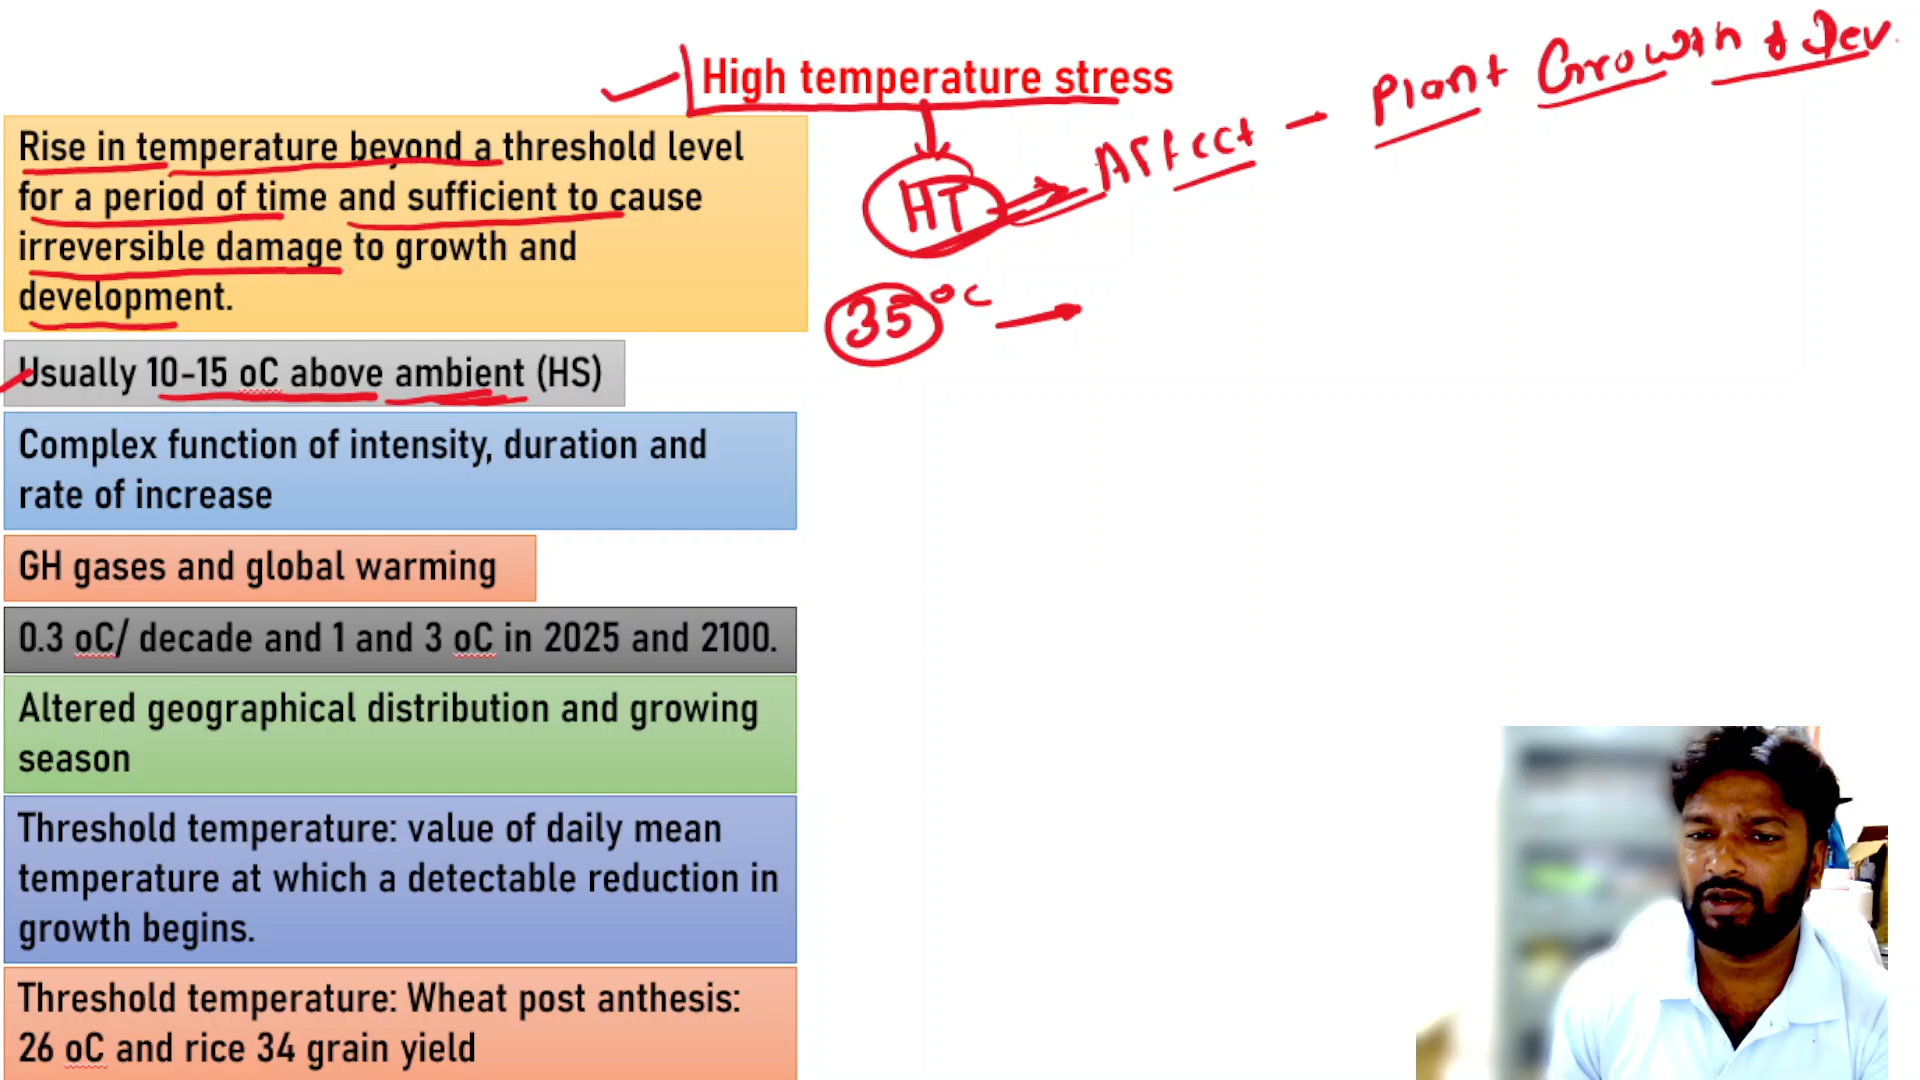 High temperature stress
Rise in temperature beyond a threshold level
for a period of time and sufficient to cause
irreversible damage to growth and
development.
Usually 10-15 oC above ambient (HS)
Complex function of intensity, duration and
rate of increase
GH gases and global warming
0.3 oC/ decade and 1 and 3 oC in 2025 and 2100.
Altered geographical distribution and growing
season
Threshold temperature: value of daily mean
temperature at which a detectable reduction in
growth begins.
Threshold temperature: Wheat post anthesis:
26 oC and rice 34 grain yield
HT Affect - Plant Growth & Dev.
35°C